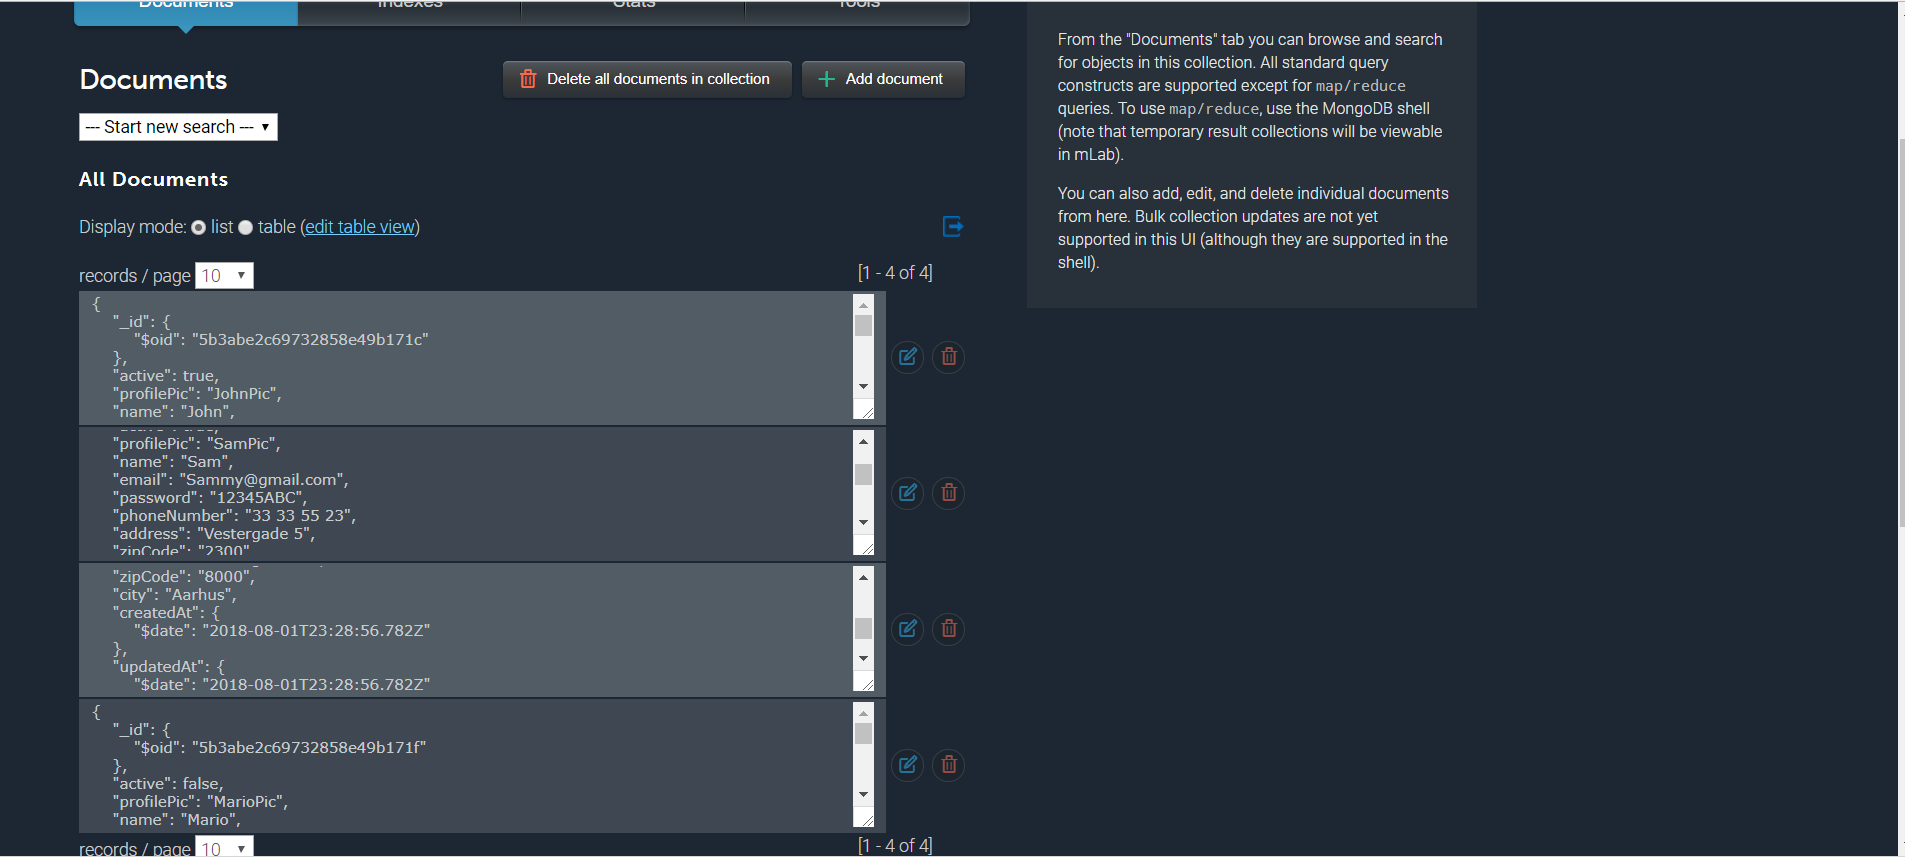 Documents
Indexes
Stats
Tools
Documents
Delete all documents in collection
Add document
--- Start new search ---
All Documents
Display mode: list table (edit table view)
records / page 10
[1 - 4 of 4]
{
"_id": {
"$oid": "5b3abe2c69732858e49b171c"
},
"active": true,
"profilePic": "JohnPic",
"name": "John",
"profilePic": "SamPic",
"name": "Sam",
"email": "Sammy@gmail.com",
"password": "12345ABC",
"phoneNumber": "33 33 55 23",
"address": "Vestergade 5",
"zipCode": "2300"
"zipCode": "8000",
"city": "Aarhus",
"createdAt": {
"$date": "2018-08-01T23:28:56.782Z"
},
"updatedAt": {
"$date": "2018-08-01T23:28:56.782Z"
{
"_id": {
"$oid": "5b3abe2c69732858e49b171f"
},
"active": false,
"profilePic": "MarioPic",
"name": "Mario",
records / page 10
[1 - 4 of 4]
From the "Documents" tab you can browse and search
for objects in this collection. All standard query
constructs are supported except for map/reduce
queries. To use map/reduce, use the MongoDB shell
(note that temporary result collections will be viewable
in mLab).
You can also add, edit, and delete individual documents
from here. Bulk collection updates are not yet
supported in this UI (although they are supported in the
shell).